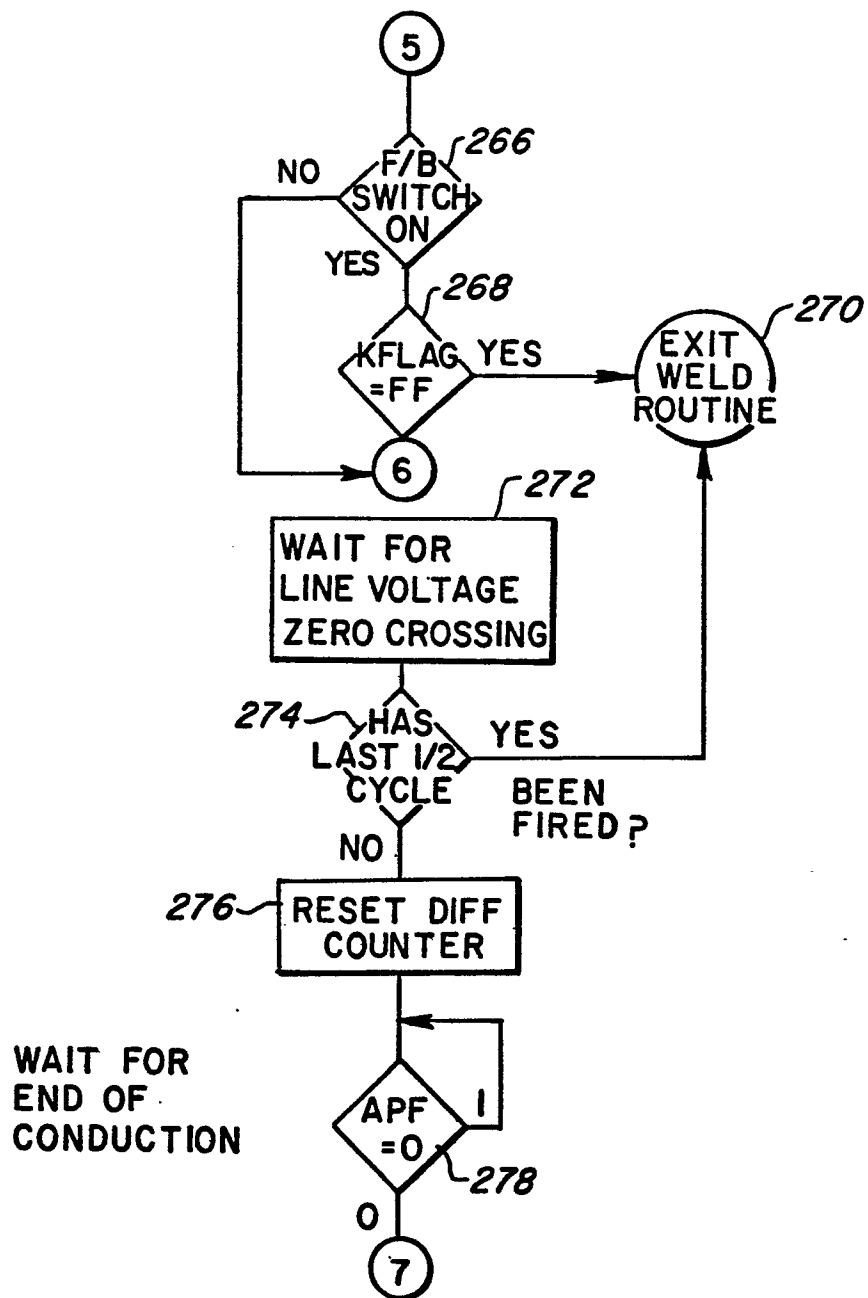 5
266
F/B
SWITCH
ON
NO
YES
268
KFLAG
=FF
YES
270
EXIT
WELD
ROUTINE
6
272
WAIT FOR
LINE VOLTAGE
ZERO CROSSING
274
HAS
LAST 1/2
CYCLE
YES
BEEN
FIRED?
NO
276
RESET DIFF
COUNTER
WAIT FOR
END OF
CONDUCTION
APF
=0
1
278
0
7